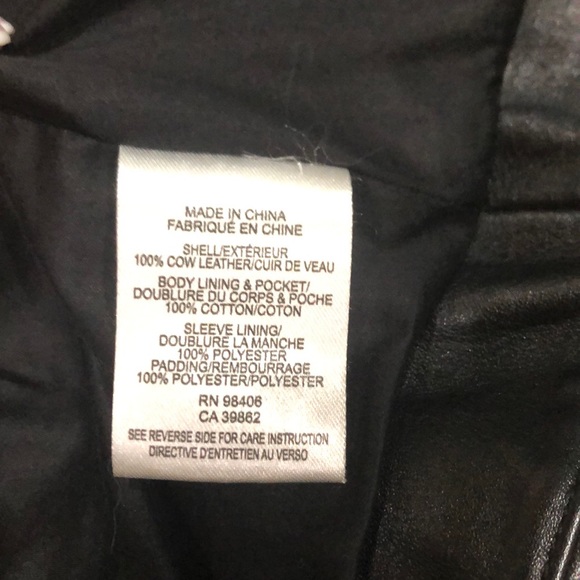 MADE IN CHINA
FABRIQUÉ EN CHINE
SHELL/EXTÉRIEUR
100% COW LEATHER/CUIR DE VEAU
BODY LINING & POCKET/
DOUBLURE DU CORPS & POCHE
100% COTTON/COTON
SLEEVE LINING/
DOUBLURE LA MANCHE
100% POLYESTER
PADDING/REMBOURRAGE
100% POLYESTER/POLYESTER
RN 98406
CA 39862
SEE REVERSE SIDE FOR CARE INSTRUCTION
DIRECTIVE D'ENTRETIEN AU VERSO